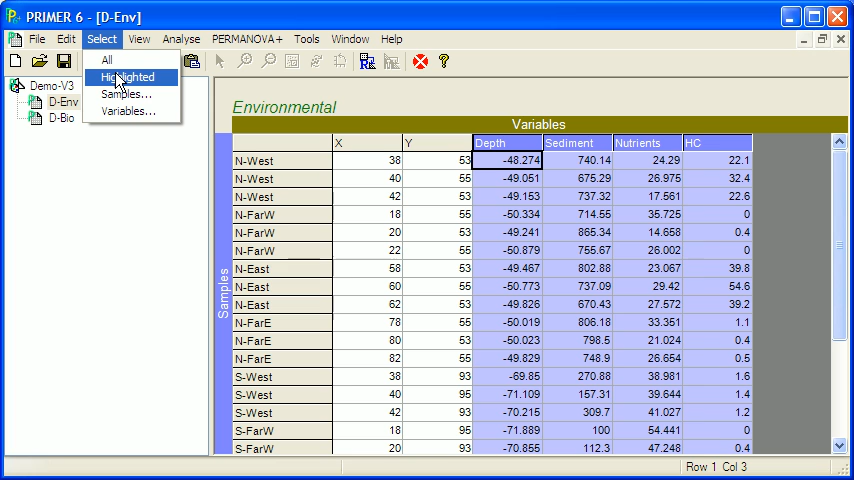 PRIMER 6 - [D-Env]
File Edit Select View Analyse PERMANOVA+ Tools Window Help
All
Highlighted
Samples...
Variables...
Demo-V3
D-Env
D-Bio
Environmental
Variables
X Y Depth Sediment Nutrients HC
Samples
N-West 38 53 -48.274 740.14 24.29 22.1
N-West 40 55 -49.051 675.29 26.975 32.4
N-West 42 53 -49.153 737.32 17.561 22.6
N-FarW 18 55 -50.334 714.55 35.725 0
N-FarW 20 53 -49.241 865.34 14.658 0.4
N-FarW 22 55 -50.879 755.67 26.002 0
N-East 58 53 -49.467 802.88 23.067 39.8
N-East 60 55 -50.773 737.09 29.42 54.6
N-East 62 53 -49.826 670.43 27.572 39.2
N-FarE 78 55 -50.019 806.18 33.351 1.1
N-FarE 80 53 -50.023 798.5 21.024 0.4
N-FarE 82 55 -49.829 748.9 26.654 0.5
S-West 38 93 -69.85 270.88 38.981 1.6
S-West 40 95 -71.109 157.31 39.644 1.4
S-West 42 93 -70.215 309.7 41.027 1.2
S-FarW 18 95 -71.889 100 54.441 0
S-FarW 20 93 -70.855 112.3 47.248 0.4
Row 1 Col 3